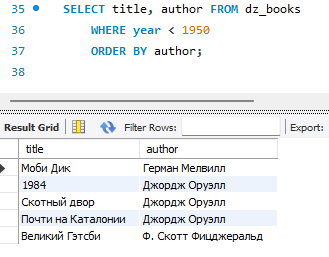 35 SELECT title, author FROM dz_books
36 WHERE year < 1950
37 ORDER BY author;
38
Result Grid Filter Rows: Export:
title author
Моби Дик Герман Мелвилл
1984 Джордж Оруэлл
Скотный двор Джордж Оруэлл
Почти на Каталонии Джордж Оруэлл
Великий Гэтсби Ф. Скотт Фицджеральд